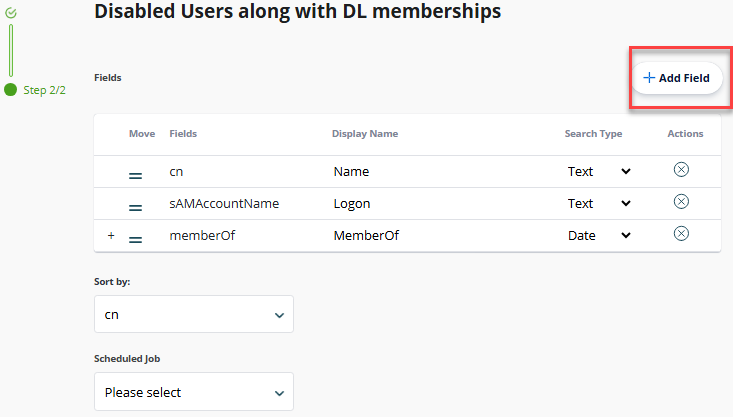 Disabled Users along with DL memberships
Step 2/2
Fields
+ Add Field
Move Fields Display Name Search Type Actions
cn Name Text
sAMAccountName Logon Text
+ memberOf MemberOf Date
Sort by:
cn
Scheduled Job
Please select